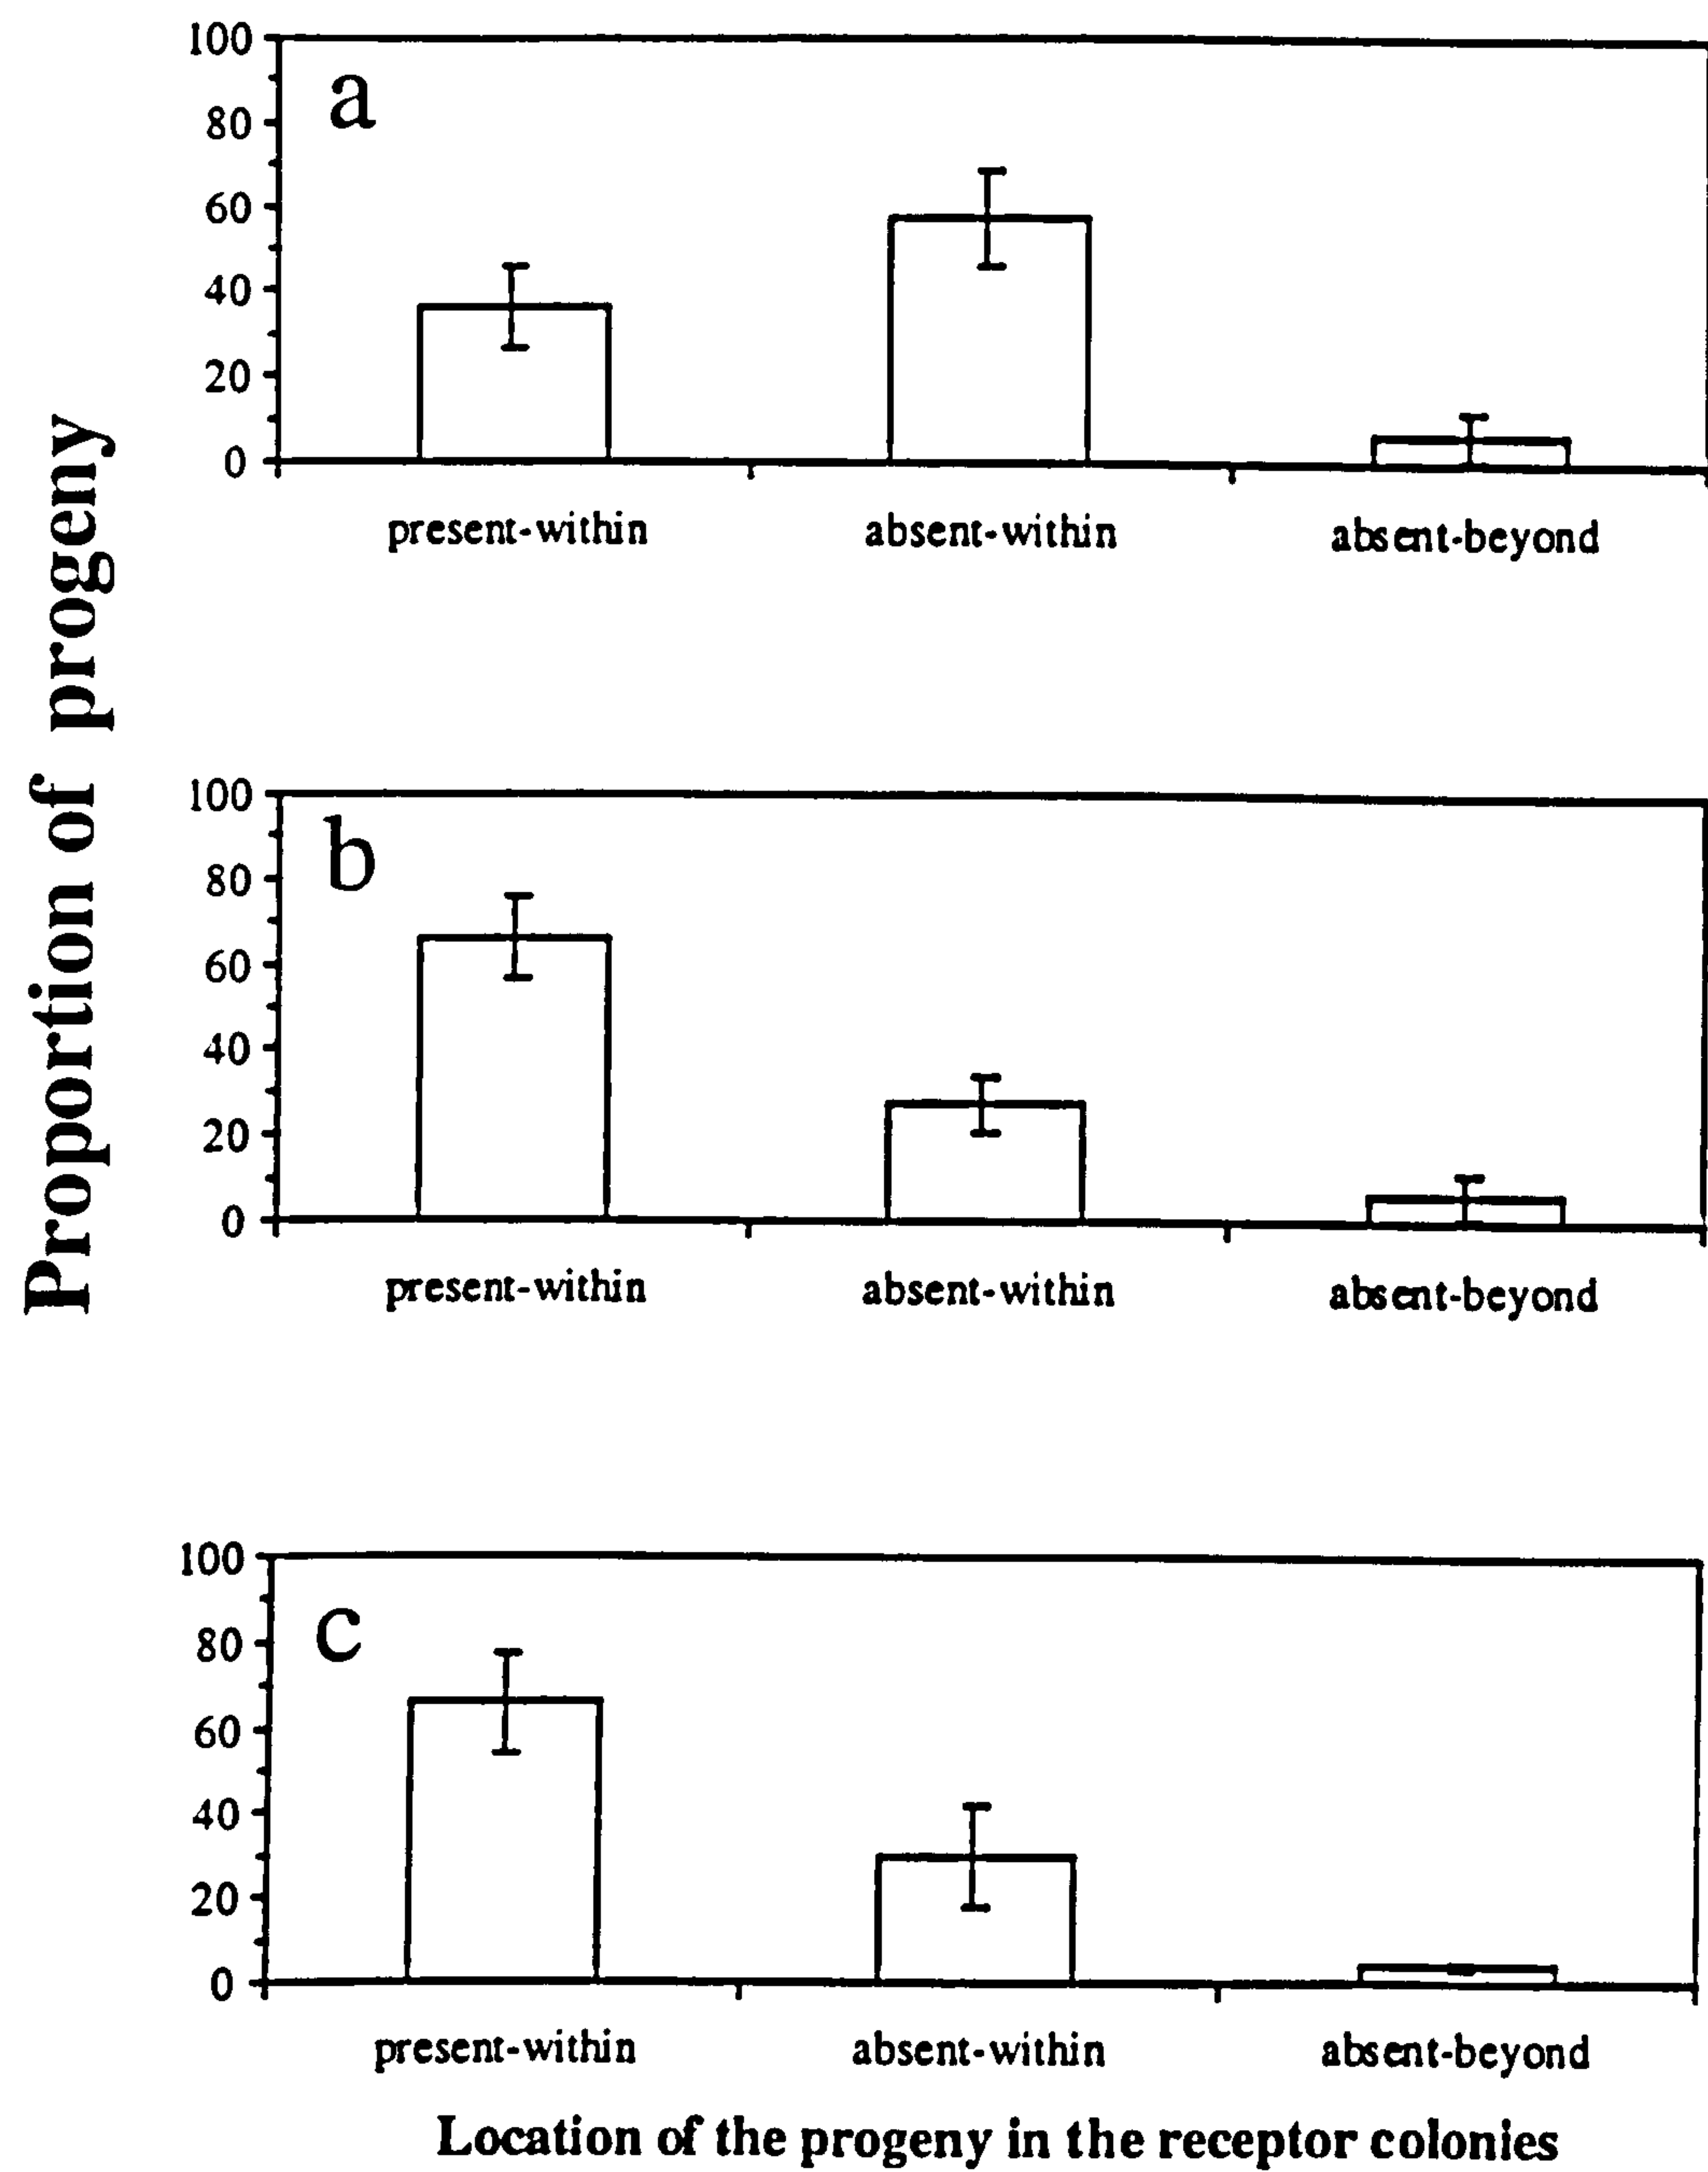 Proportion of progeny
100
a
80
60
40
20
0
present-within absent-within absent-beyond
100
b
80
60
40
20
0
present-within absent-within absent-beyond
100
c
80
60
40
20
0
present-within absent-within absent-beyond
Location of the progeny in the receptor colonies